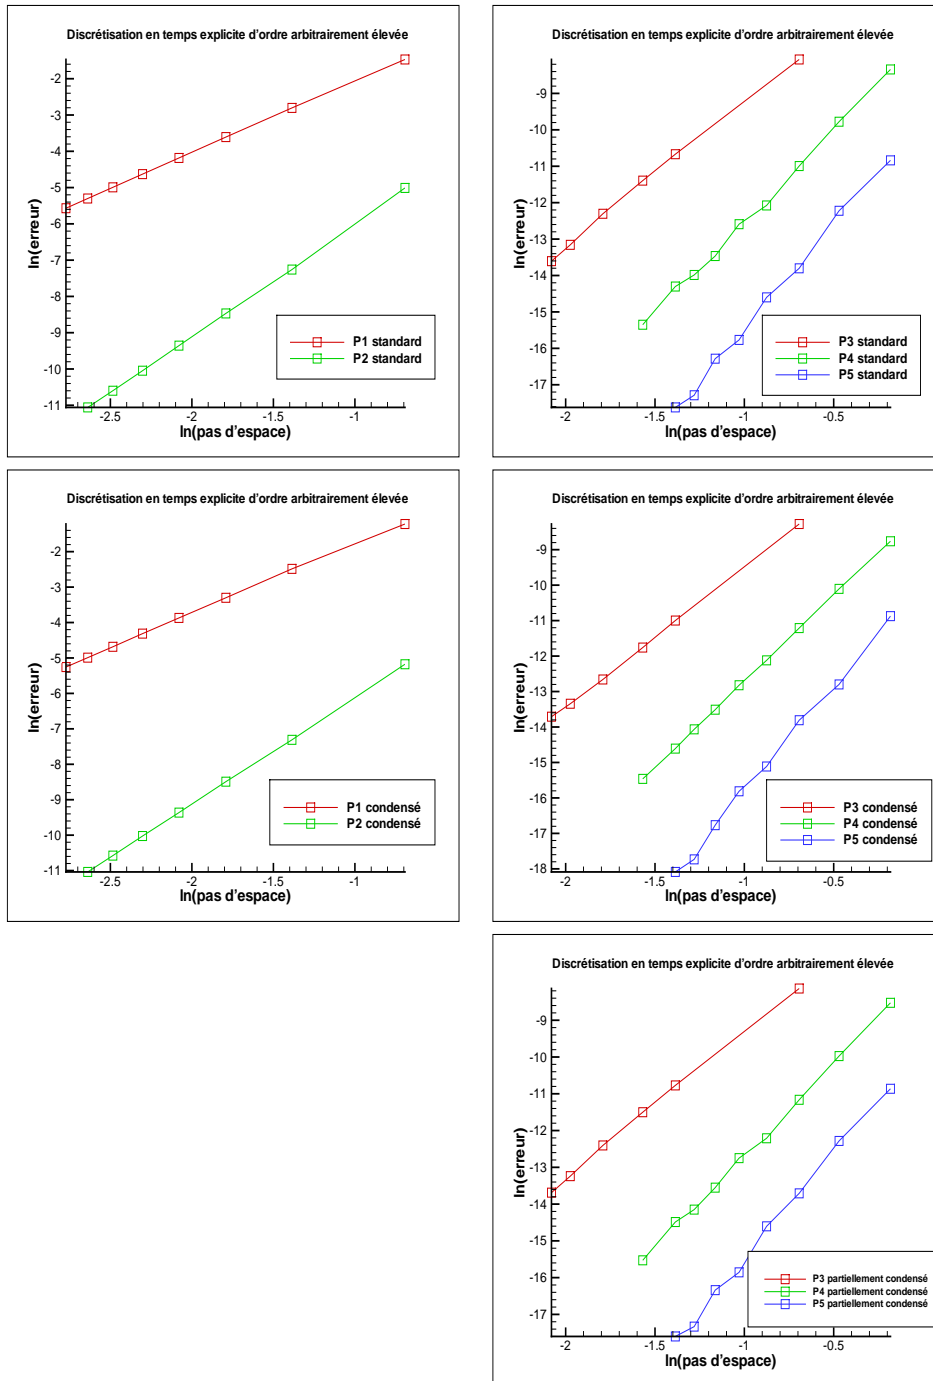 Discrétisation en temps explicite d'ordre arbitrairement élevée
-2
-3
-4
-5
-6
-7
-8
-9
-10
-11
ln(erreur)
P1 standard
P2 standard
-2.5
-2
-1.5
-1
ln(pas d'espace)
Discrétisation en temps explicite d'ordre arbitrairement élevée
-9
-10
-11
-12
-13
-14
-15
-16
-17
ln(erreur)
P3 standard
P4 standard
P5 standard
-2
-1.5
-1
-0.5
ln(pas d'espace)
Discrétisation en temps explicite d'ordre arbitrairement élevée
-2
-3
-4
-5
-6
-7
-8
-9
-10
-11
ln(erreur)
P1 condensé
P2 condensé
-2.5
-2
-1.5
-1
ln(pas d'espace)
Discrétisation en temps explicite d'ordre arbitrairement élevée
-9
-10
-11
-12
-13
-14
-15
-16
-17
-18
ln(erreur)
P3 condensé
P4 condensé
P5 condensé
-2
-1.5
-1
-0.5
ln(pas d'espace)
Discrétisation en temps explicite d'ordre arbitrairement élevée
-9
-10
-11
-12
-13
-14
-15
-16
-17
ln(erreur)
P3 partiellement condensé
P4 partiellement condensé
P5 partiellement condensé
-2
-1.5
-1
-0.5
ln(pas d'espace)